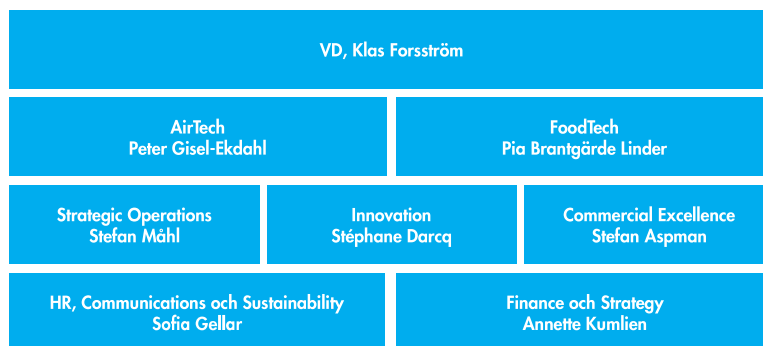 VD, Klas Forsström
AirTech
Peter Gisel-Ekdahl
FoodTech
Pia Brantgärde Linder
Strategic Operations
Stefan Måhl
Innovation
Stéphane Darcq
Commercial Excellence
Stefan Aspman
HR, Communications och Sustainability
Sofia Gellar
Finance och Strategy
Annette Kumlien